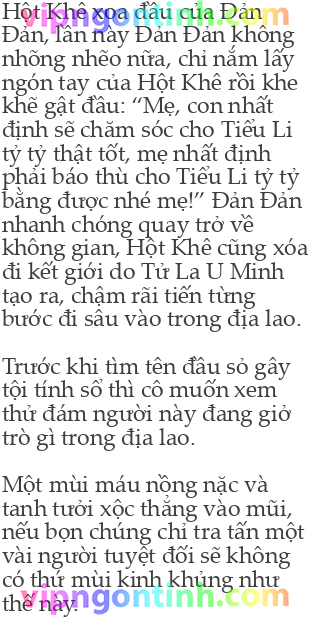 Hột Khê xoa đầu của Đản
Đản, lần này Đản Đản không
nhõng nhẽo nữa, chỉ nắm lấy
ngón tay của Hột Khê rồi khe
khẽ gật đầu: “Mẹ, con nhất
định sẽ chăm sóc cho Tiểu Li
tỷ tỷ thật tốt, mẹ nhất định
phải báo thù cho Tiểu Li tỷ tỷ
bằng được nhé mẹ!” Đản Đản
nhanh chóng quay trở về
không gian, Hột Khê cũng xóa
đi kết giới do Tử La U Minh
tạo ra, chậm rãi tiến từng
bước đi sâu vào trong địa lao.
Trước khi tìm tên đầu sỏ gây
tội tính sổ thì cô muốn xem
thử đám người này đang giở
trò gì trong địa lao.
Một mùi máu nồng nặc và
tanh tưởi xộc thẳng vào mũi,
nếu bọn chúng chỉ tra tấn một
vài người tuyệt đối sẽ không
có thứ mùi kinh khủng như
thế này.
vipngontinh.com
vipngontinh.com